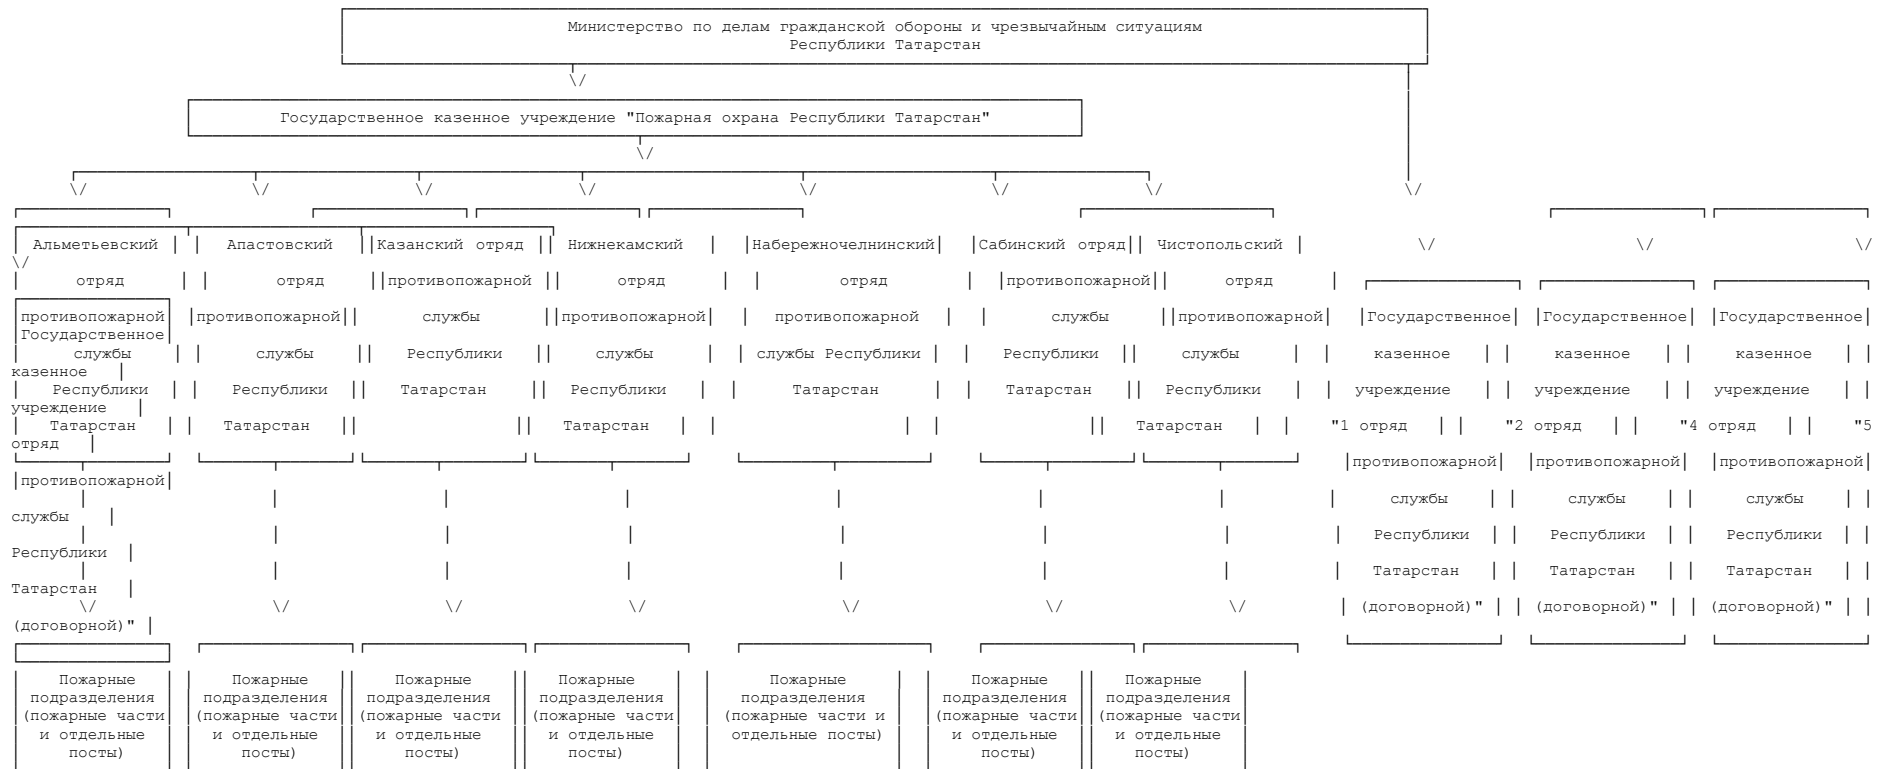 Министерство по делам гражданской обороны и чрезвычайным ситуациям
Республики Татарстан
Государственное казенное учреждение "Пожарная охрана Республики Татарстан"
Альметьевский Апастовский Казанский отряд Нижнекамский Набережночелнинский Сабинский отряд Чистопольский
отряд отряд противопожарной отряд отряд противопожарной отряд
противопожарной противопожарной службы противопожарной противопожарной службы противопожарной Государственное Государственное Государственное
Государственное
службы службы Республики службы службы Республики Республики службы казенное казенное казенное
казенное
Республики Республики Татарстан Республики Татарстан Татарстан Республики учреждение учреждение учреждение
учреждение
Татарстан Татарстан Татарстан Татарстан "1 отряд "2 отряд "4 отряд "5
отряд
противопожарной противопожарной противопожарной
противопожарной
службы службы службы
службы
Республики Республики Республики
Республики
Татарстан Татарстан Татарстан
Татарстан
(договорной)" (договорной)" (договорной)"
(договорной)"
Пожарные Пожарные Пожарные Пожарные Пожарные Пожарные Пожарные
подразделения подразделения подразделения подразделения подразделения подразделения подразделения
(пожарные части (пожарные части (пожарные части (пожарные части (пожарные части и (пожарные части (пожарные части
и отдельные и отдельные и отдельные и отдельные отдельные посты) и отдельные и отдельные
посты) посты) посты) посты) посты) посты)